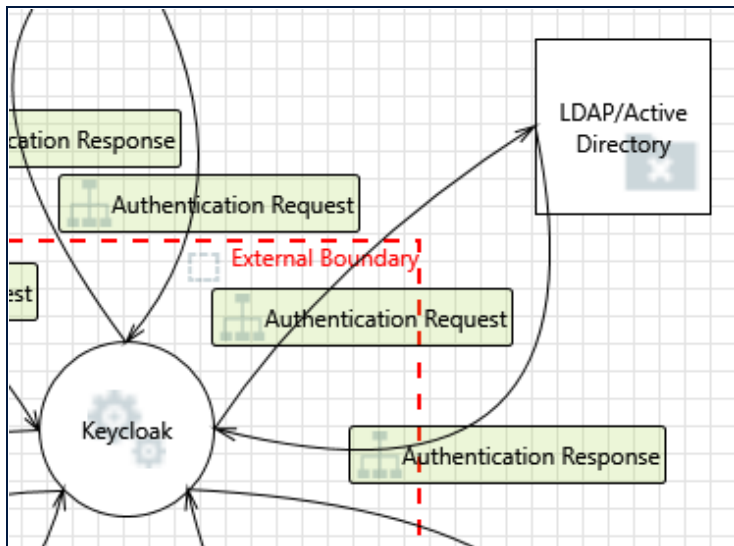 LDAP/Active
Directory
cation Response
Authentication Request
External Boundary
est
Authentication Request
Keycloak
Authentication Response